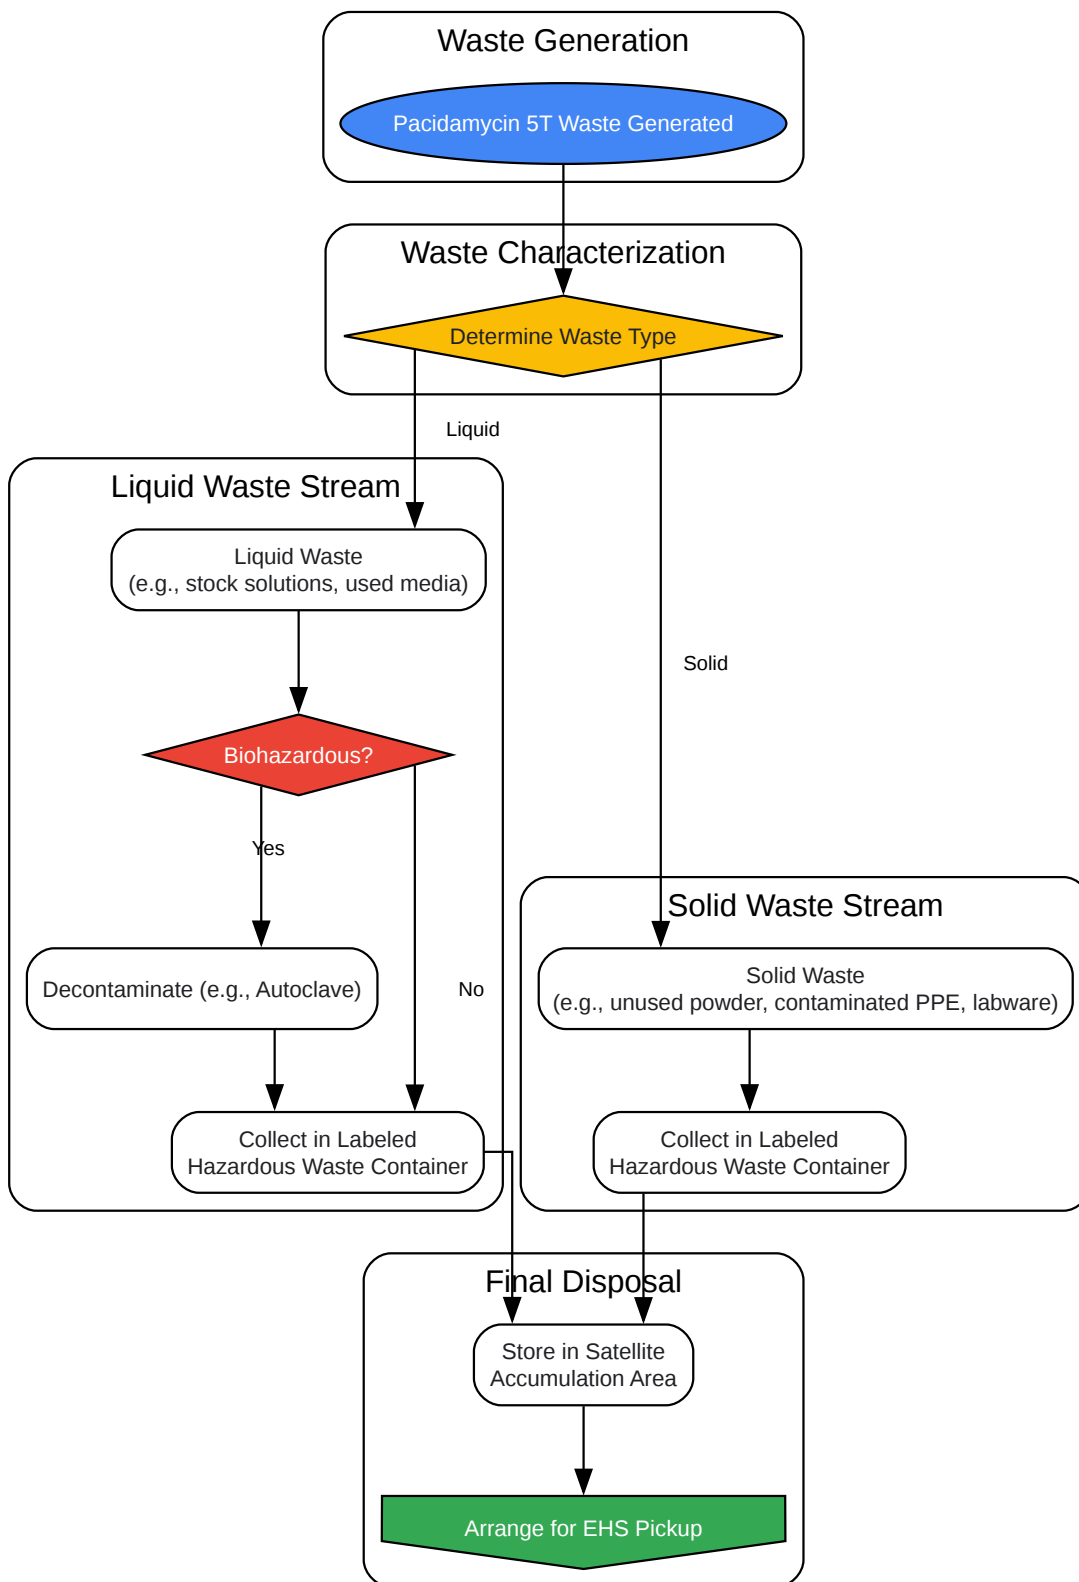 Waste Generation
Pacidamycin 5T Waste Generated
Waste Characterization
Determine Waste Type
Liquid
Liquid Waste Stream
Liquid Waste
(e.g., stock solutions, used media)
Solid
Biohazardous?
Yes
Solid Waste Stream
Decontaminate (e.g., Autoclave)
No
Solid Waste
(e.g., unused powder, contaminated PPE, labware)
Collect in Labeled
Hazardous Waste Container
Collect in Labeled
Hazardous Waste Container
Final Disposal
Store in Satellite
Accumulation Area
Arrange for EHS Pickup